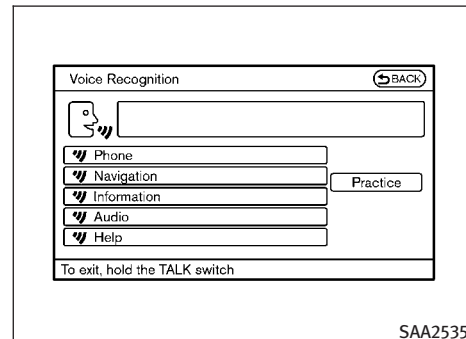 Voice Recognition
BACK
Phone
Navigation
Practice
Information
Audio
Help
To exit, hold the TALK switch
SAA2535